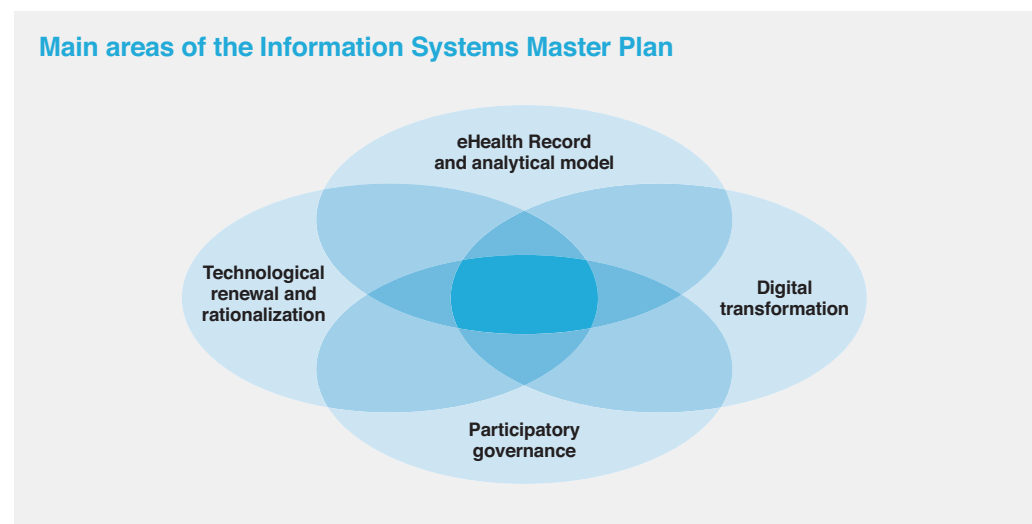 Main areas of the Information Systems Master Plan
eHealth Record
and analytical model
Technological
renewal and
rationalization
Digital
transformation
Participatory
governance